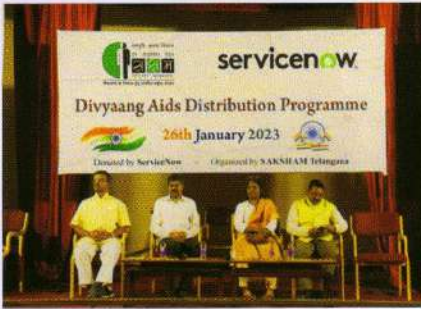 servicenow
Divyaang Aids Distribution Programme
26th January 2023
Donated by ServiceNow - Organized by SAKSHAM Telangana